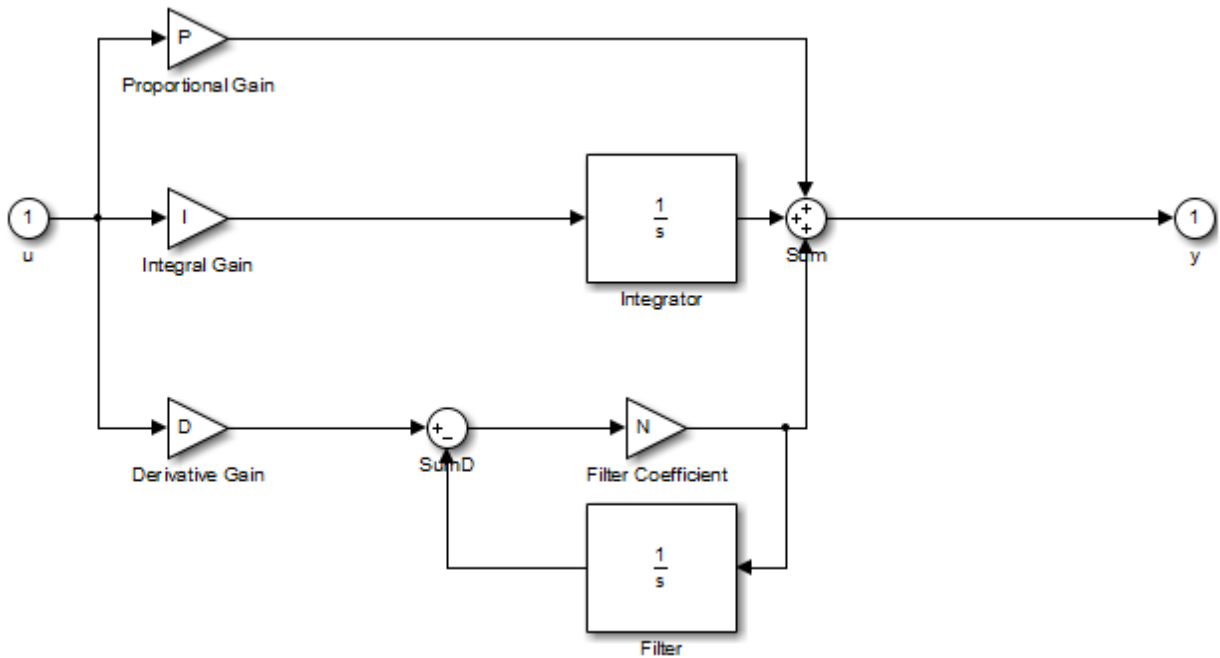 P
Proportional Gain
1
u
I
Integral Gain
1
s
Integrator
+
+
+
Sum
1
y
D
Derivative Gain
+
−
SumD
N
Filter Coefficient
1
s
Filter